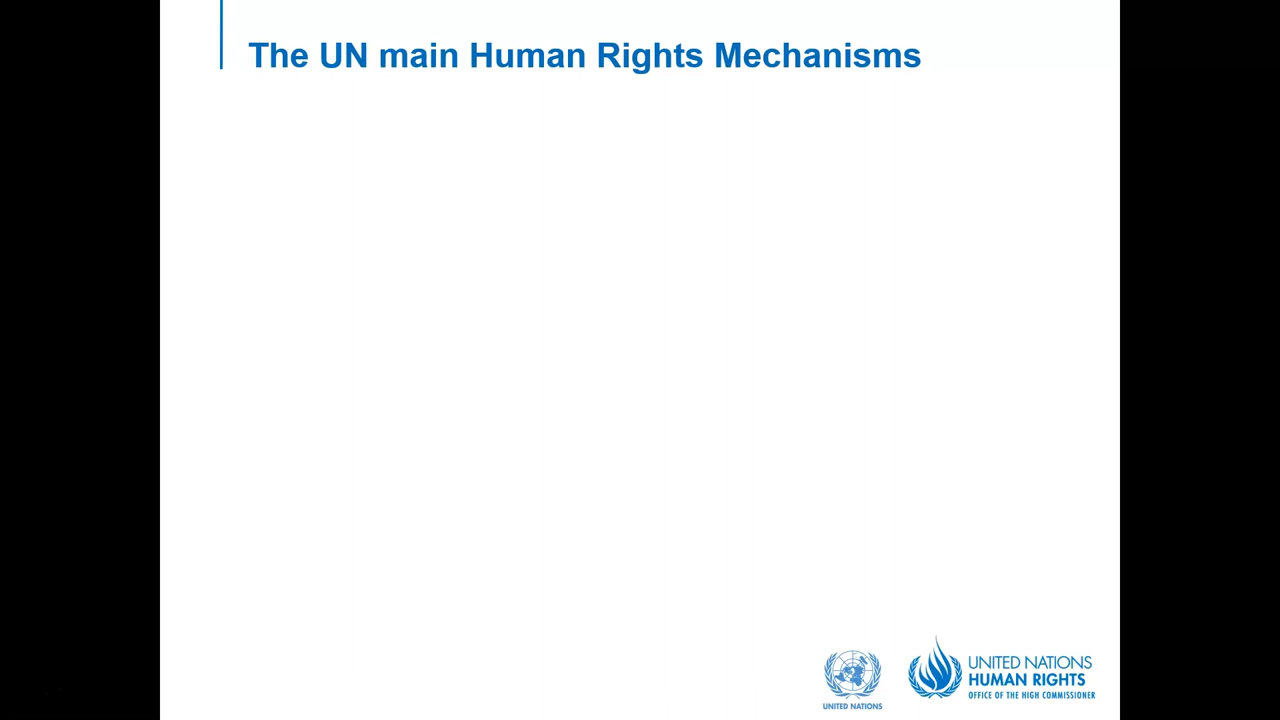 The UN main Human Rights Mechanisms
UNITED NATIONS
UNITED NATIONS
HUMAN RIGHTS
OFFICE OF THE HIGH COMMISSIONER